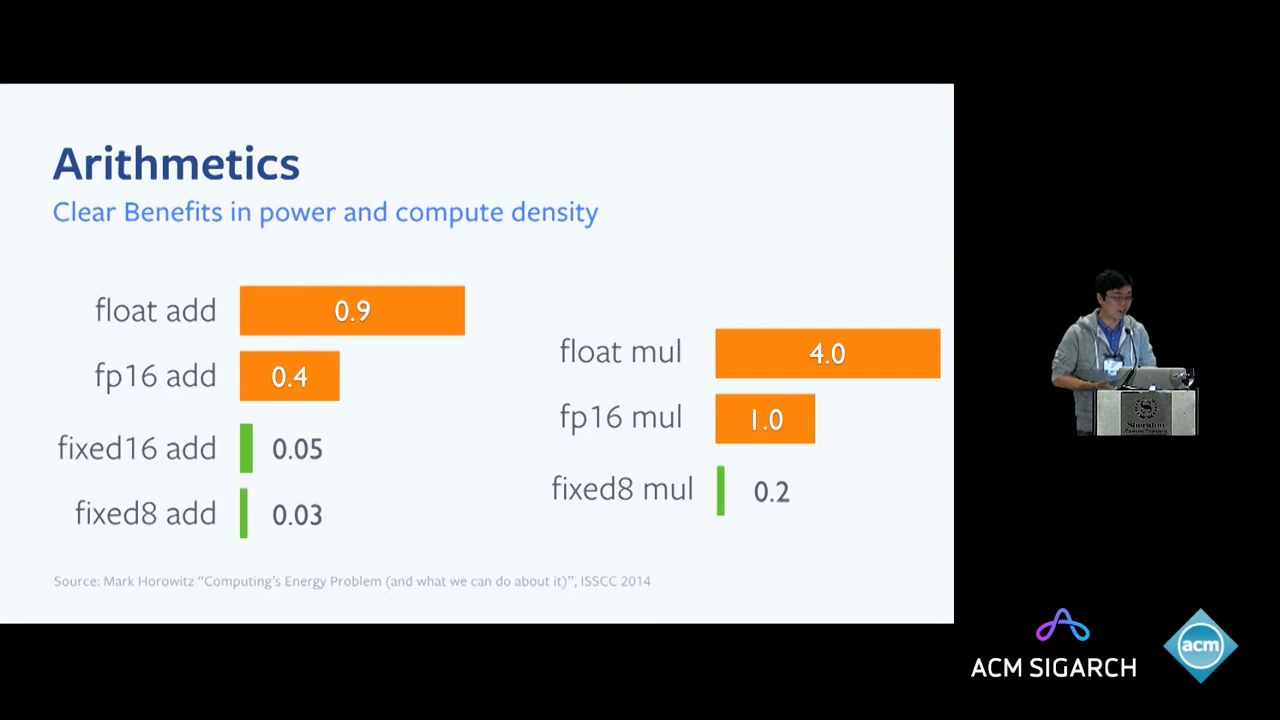 Arithmetics
Clear Benefits in power and compute density
float add 0.9
fp16 add 0.4
fixed16 add 0.05
fixed8 add 0.03
float mul 4.0
fp16 mul 1.0
fixed8 mul 0.2
Source: Mark Horowitz “Computing’s Energy Problem (and what we can do about it)”, ISSCC 2014
S
Sheraton
ACM SIGARCH
acm